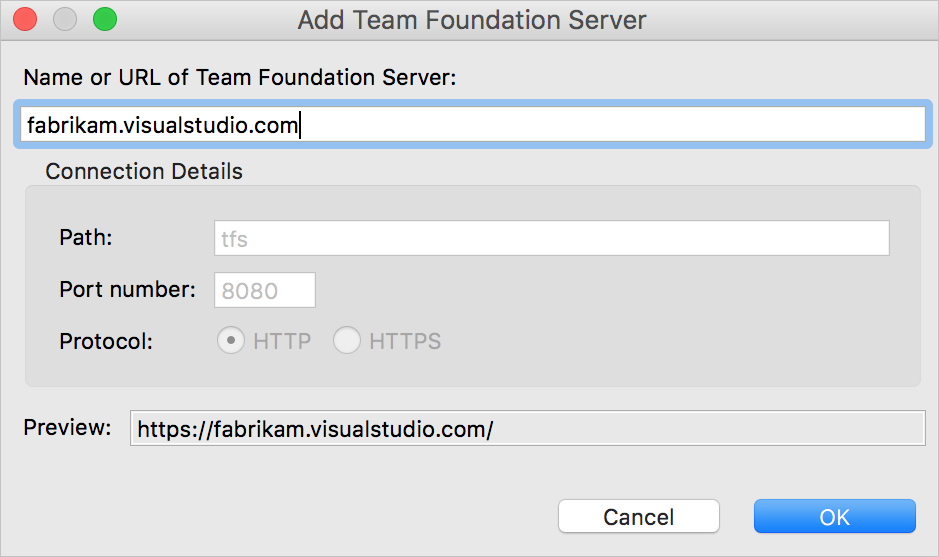 Add Team Foundation Server
Name or URL of Team Foundation Server:
fabrikam.visualstudio.com
Connection Details
Path: tfs
Port number: 8080
Protocol: HTTP HTTPS
Preview: https://fabrikam.visualstudio.com/
Cancel OK